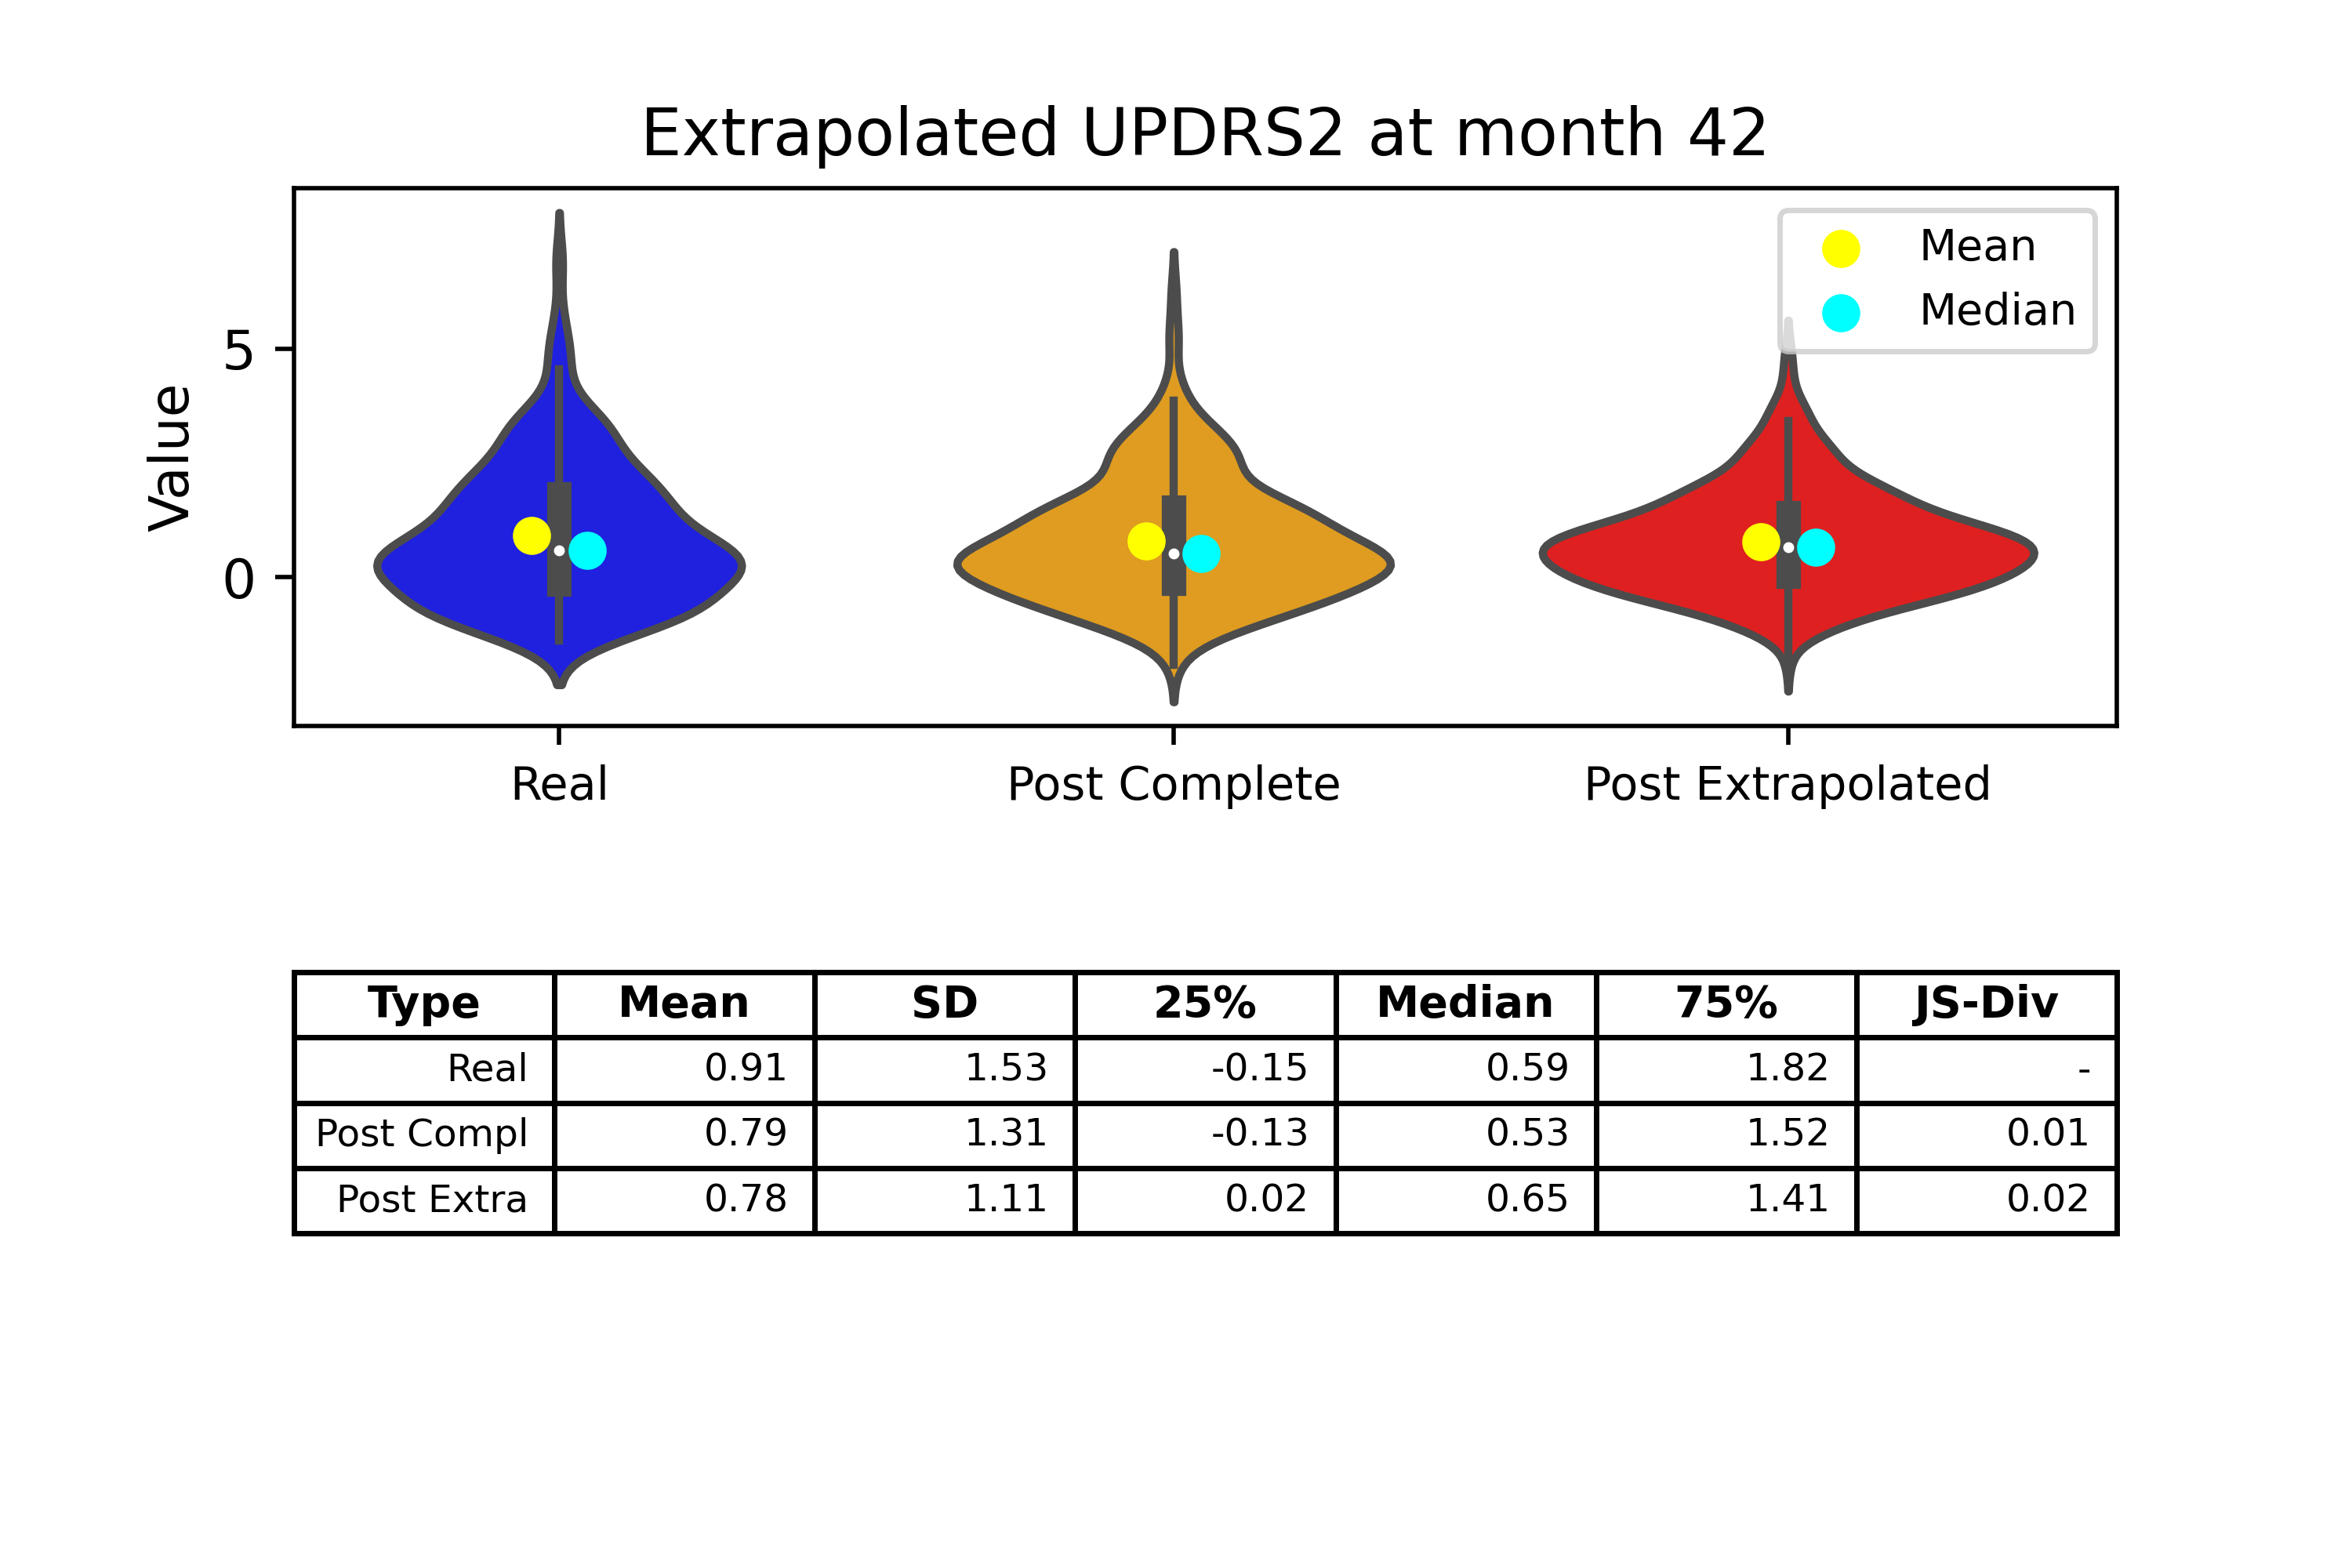 Extrapolated UPDRS2 at month 42
Mean
Median
5
0
Value
Real Post Complete Post Extrapolated
Type Mean SD 25% Median 75% JS-Div
Real 0.91 1.53 -0.15 0.59 1.82 -
Post Compl 0.79 1.31 -0.13 0.53 1.52 0.01
Post Extra 0.78 1.11 0.02 0.65 1.41 0.02